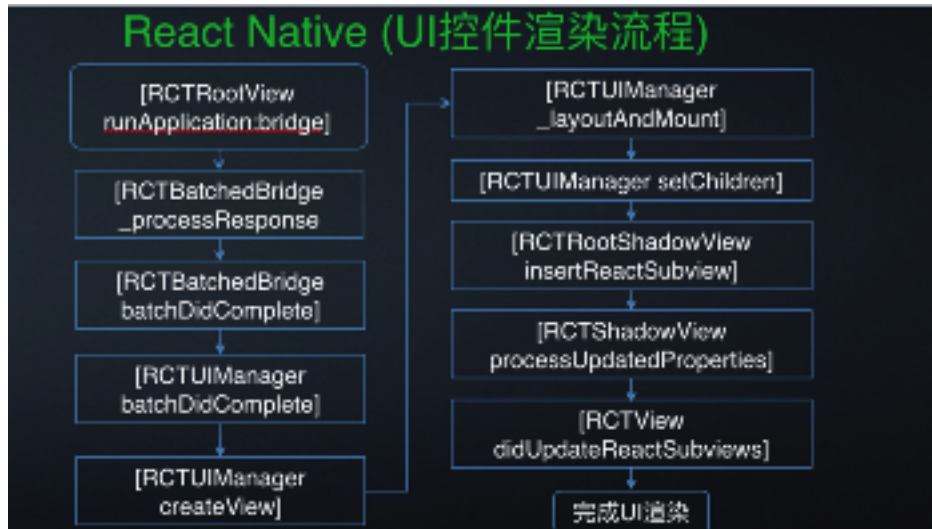 React Native (UI控件渲染流程)
[RCTRootView
runApplication:bridge]
[RCTBatchedBridge
_processResponse
[RCTBatchedBridge
batchDidComplete]
[RCTUIManager
batchDidComplete]
[RCTUIManager
createView]
[RCTUIManager
_layoutAndMount]
[RCTUIManager setChildren]
[RCTRootShadowView
insertReactSubview]
[RCTShadowView
processUpdatedProperties]
[RCTView
didUpdateReactSubviews]
完成UI渲染